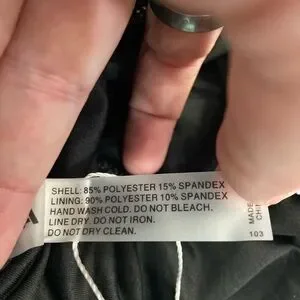 SHELL: 85% POLYESTER 15% SPANDEX
LINING: 90% POLYESTER 10% SPANDEX
HAND WASH COLD. DO NOT BLEACH.
LINE DRY. DO NOT IRON.
DO NOT DRY CLEAN.
MADE
CHI
103